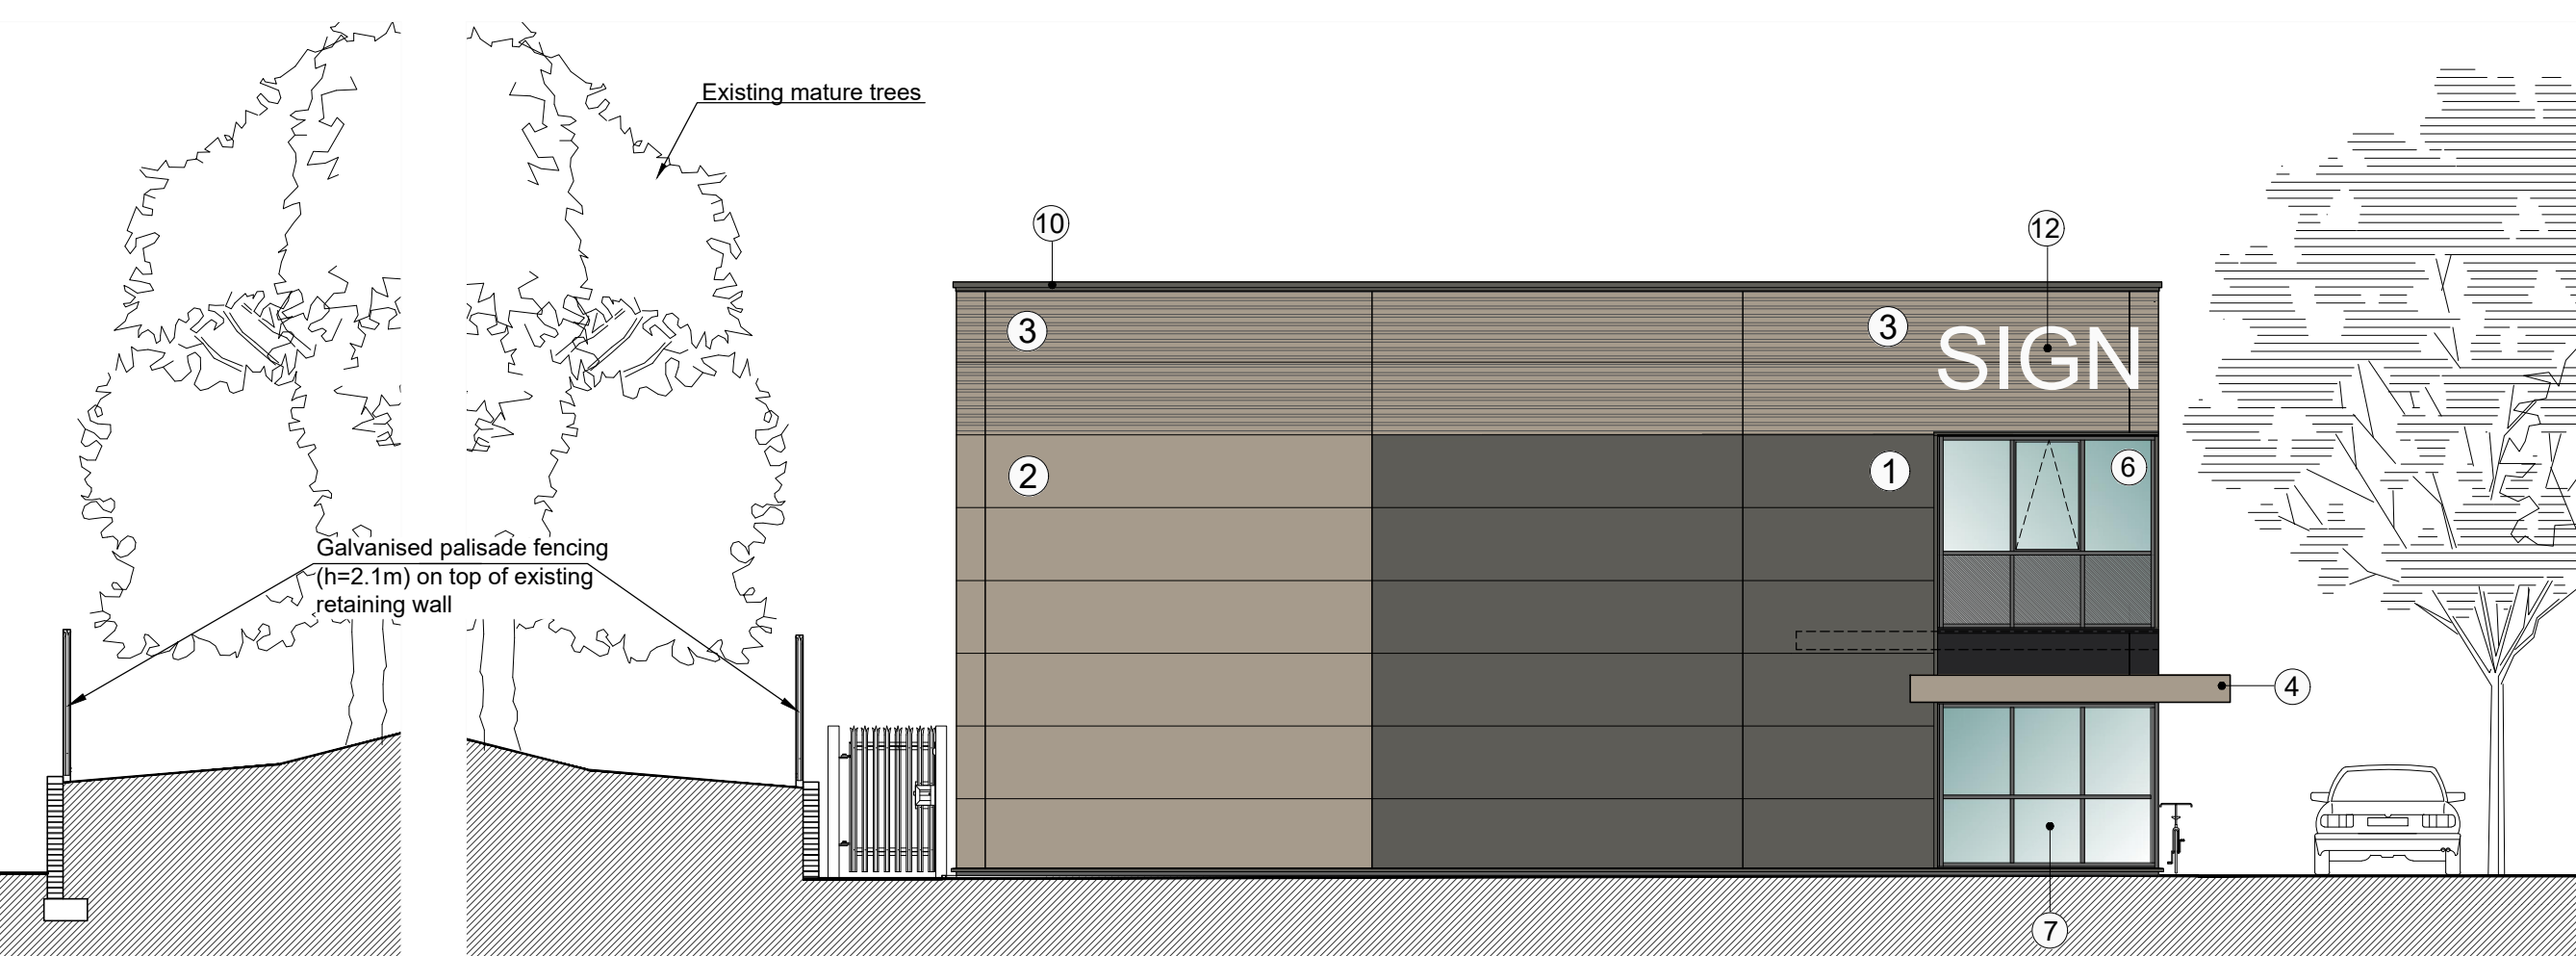 Existing mature trees
10
12
3
3
SIGN
2
1
6
Galvanised palisade fencing
(h=2.1m) on top of existing
retaining wall
4
7